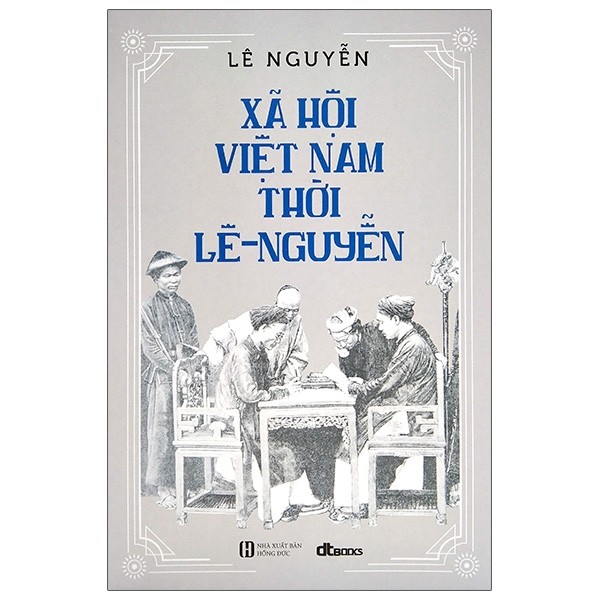 LÊ NGUYỄN
XÃ HỘI
VIỆT NAM
THỜI
LÊ-NGUYỄN
NHÀ XUẤT BẢN
HỒNG ĐỨC
dtBOOKS